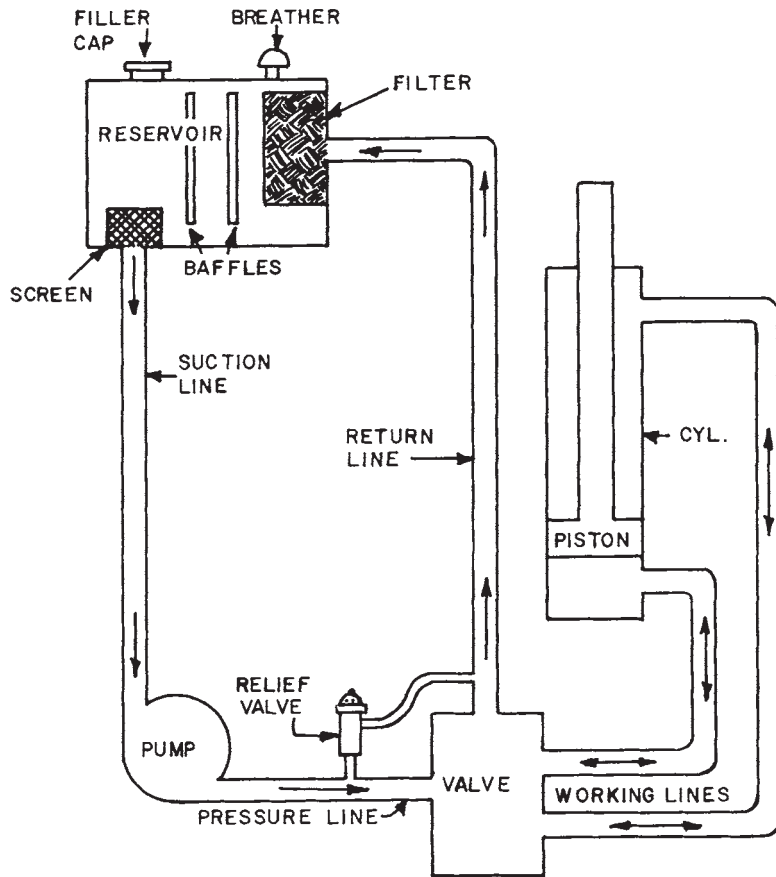 FILLER
CAP
BREATHER
FILTER
RESERVOIR
BAFFLES
SCREEN
SUCTION
LINE
RETURN
LINE
CYL.
PISTON
RELIEF
VALVE
PUMP
VALVE
WORKING LINES
PRESSURE LINE